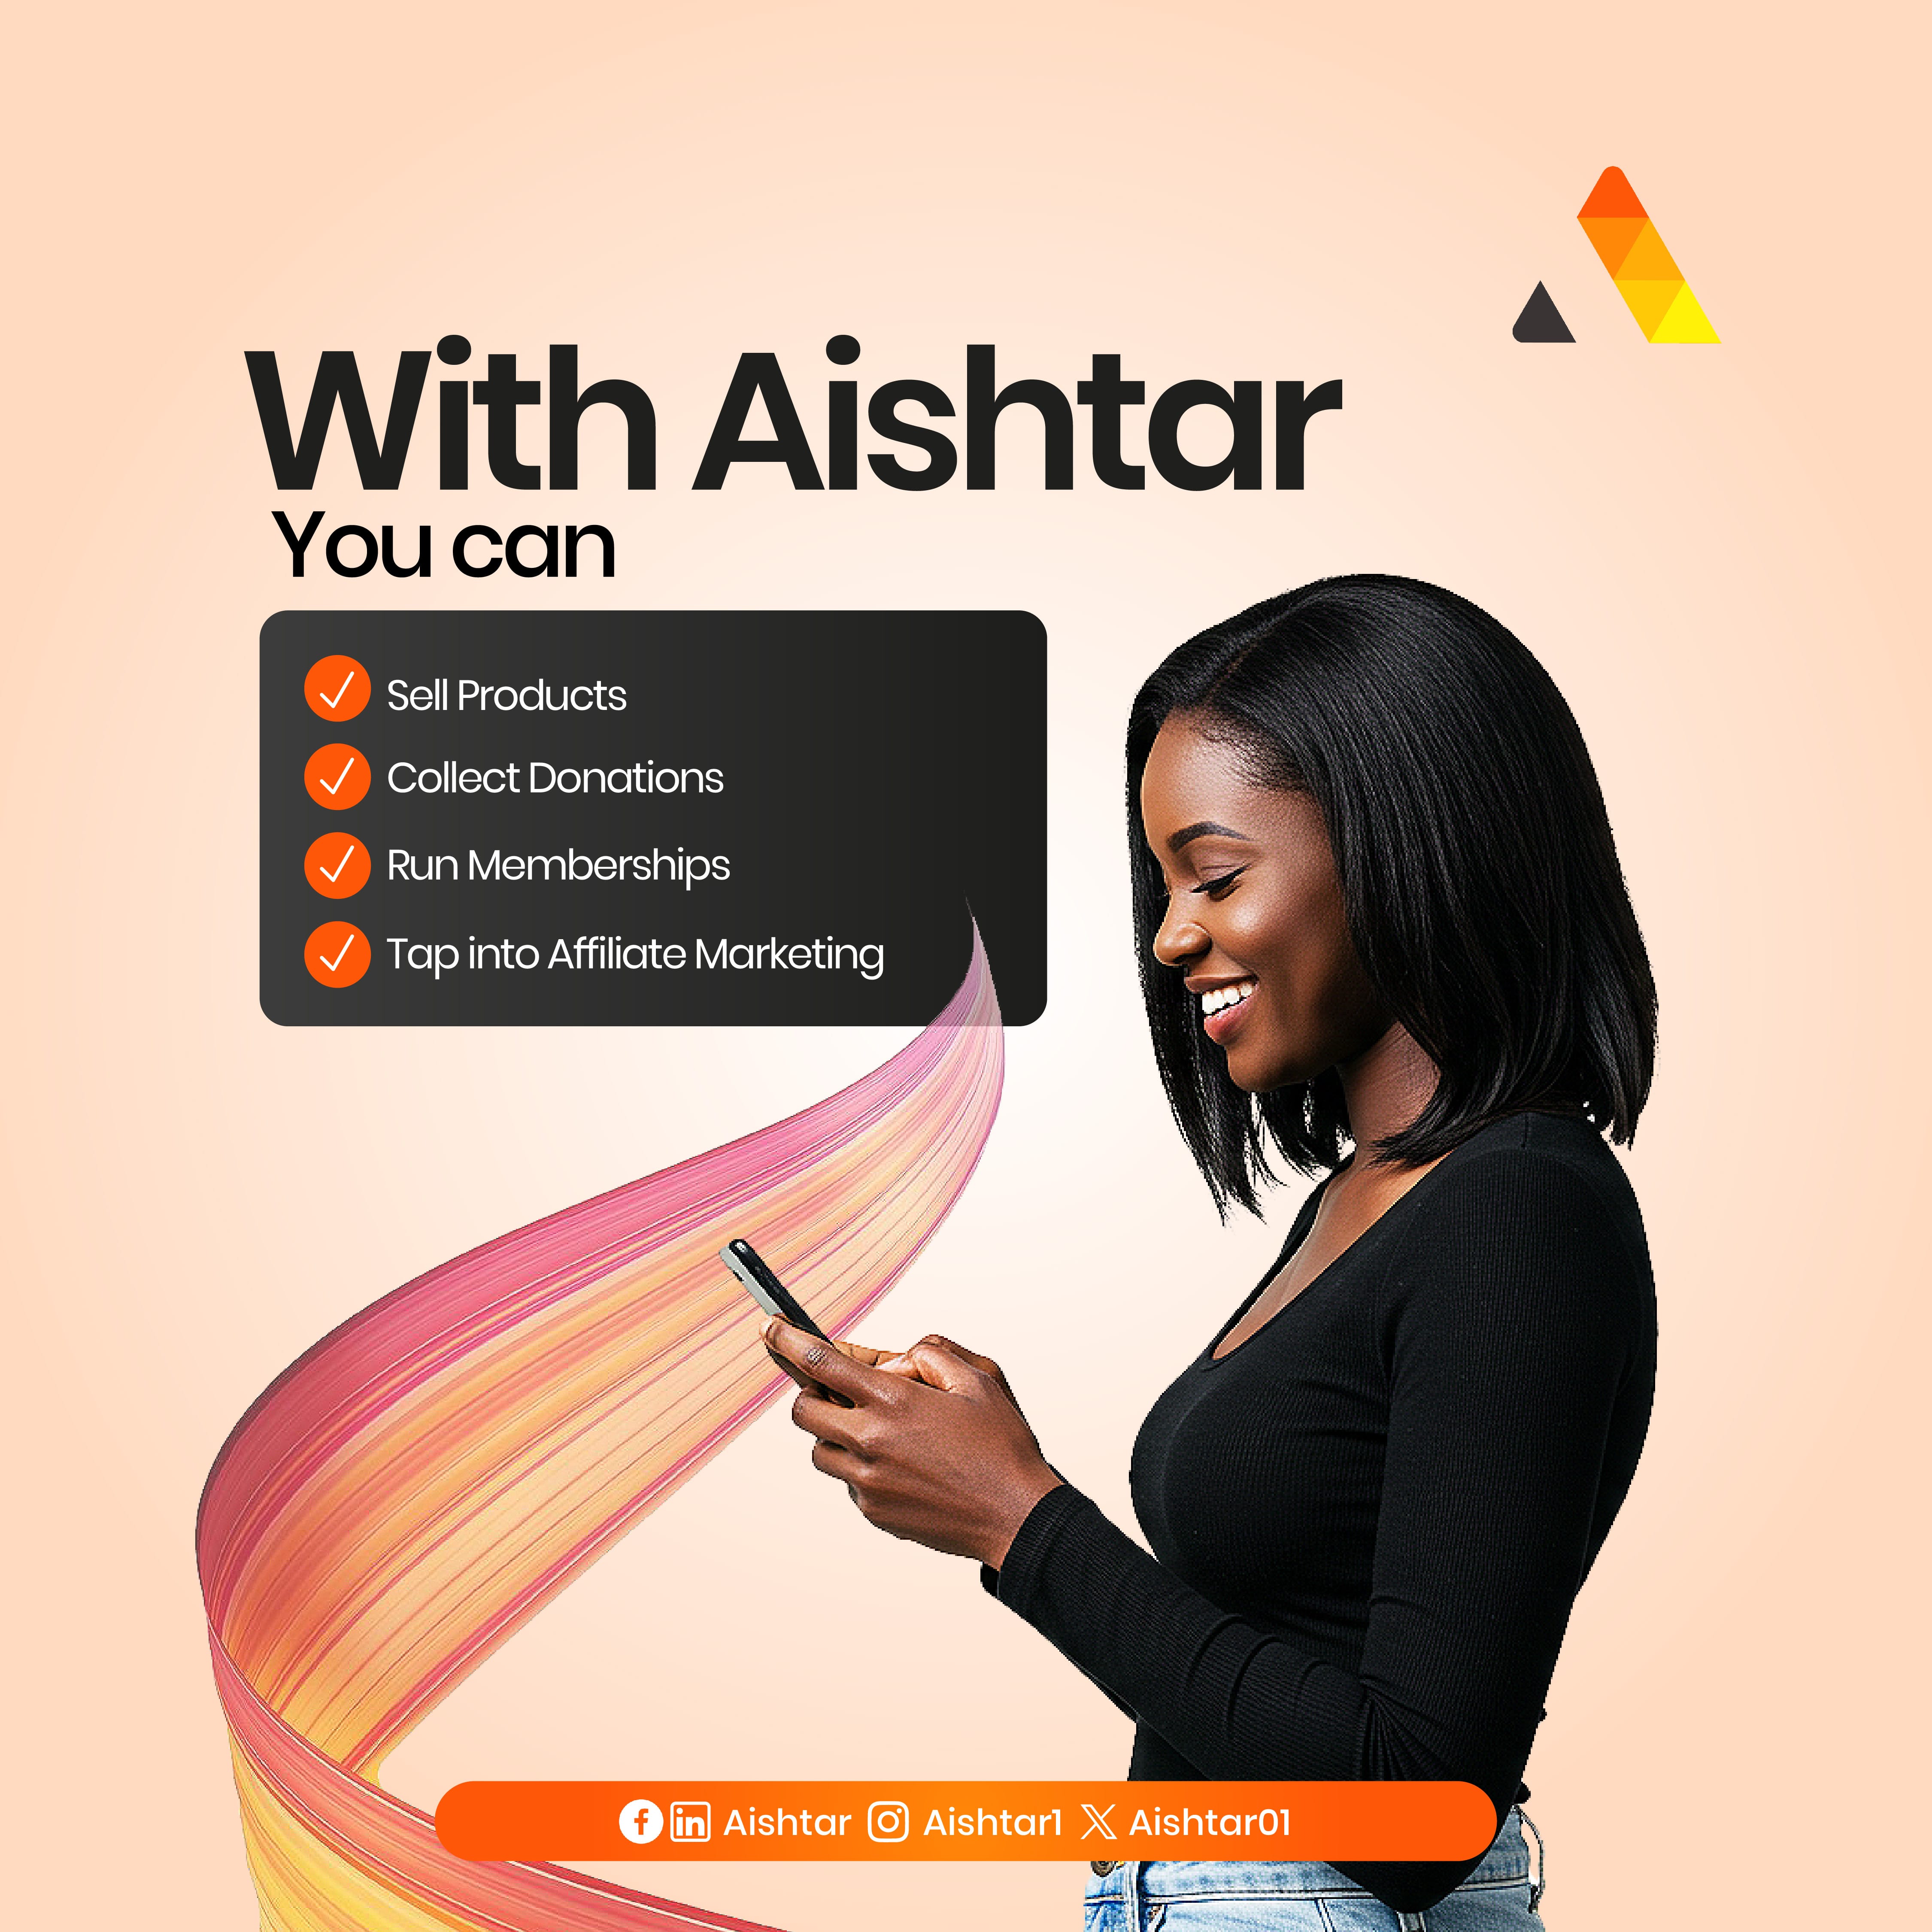 With Aishtar
You can
Sell Products
Collect Donations
Run Memberships
Tap into Affiliate Marketing
Aishtar Aishtar1 Aishtar01